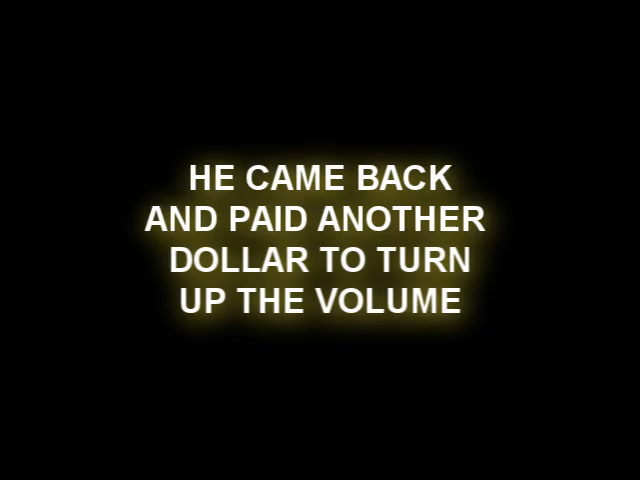 HE CAME BACK
AND PAID ANOTHER
DOLLAR TO TURN
UP THE VOLUME